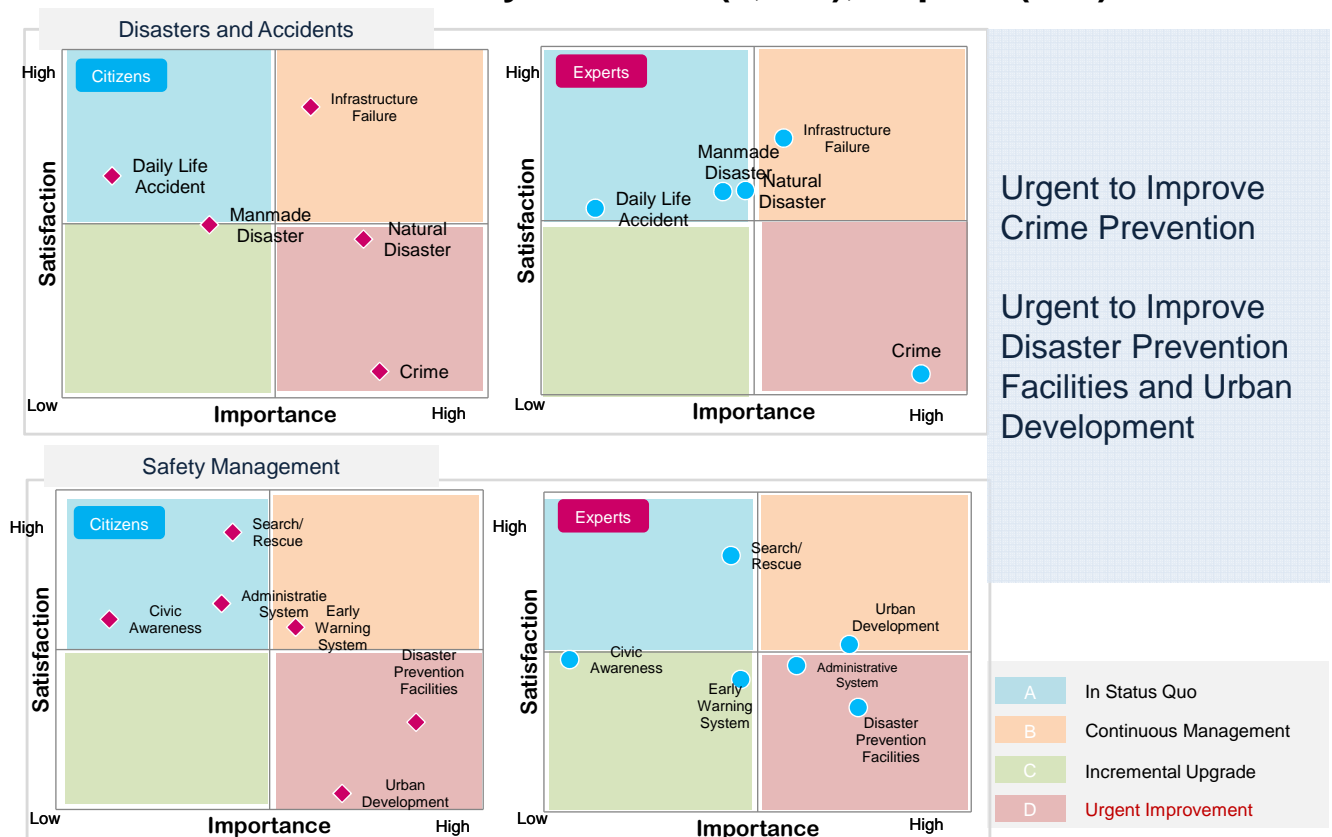 Disasters and Accidents
High
Citizens
Infrastructure
Failure
Daily Life
Accident
Manmade
Disaster
Natural
Disaster
Crime
Satisfaction
Low
Importance
High
High
Experts
Infrastructure
Failure
Manmade
Disaster
Natural
Disaster
Daily Life
Accident
Crime
Satisfaction
Low
Importance
High
Urgent to Improve
Crime Prevention
Urgent to Improve
Disaster Prevention
Facilities and Urban
Development
Safety Management
High
Citizens
Search/
Rescue
Administratie
System
Civic
Awareness
Early
Warning
System
Disaster
Prevention
Facilities
Urban
Development
Satisfaction
Low
Importance
High
High
Experts
Search/
Rescue
Urban
Development
Civic
Awareness
Administrative
System
Early
Warning
System
Disaster
Prevention
Facilities
Satisfaction
Low
Importance
High
A In Status Quo
B Continuous Management
C Incremental Upgrade
D Urgent Improvement